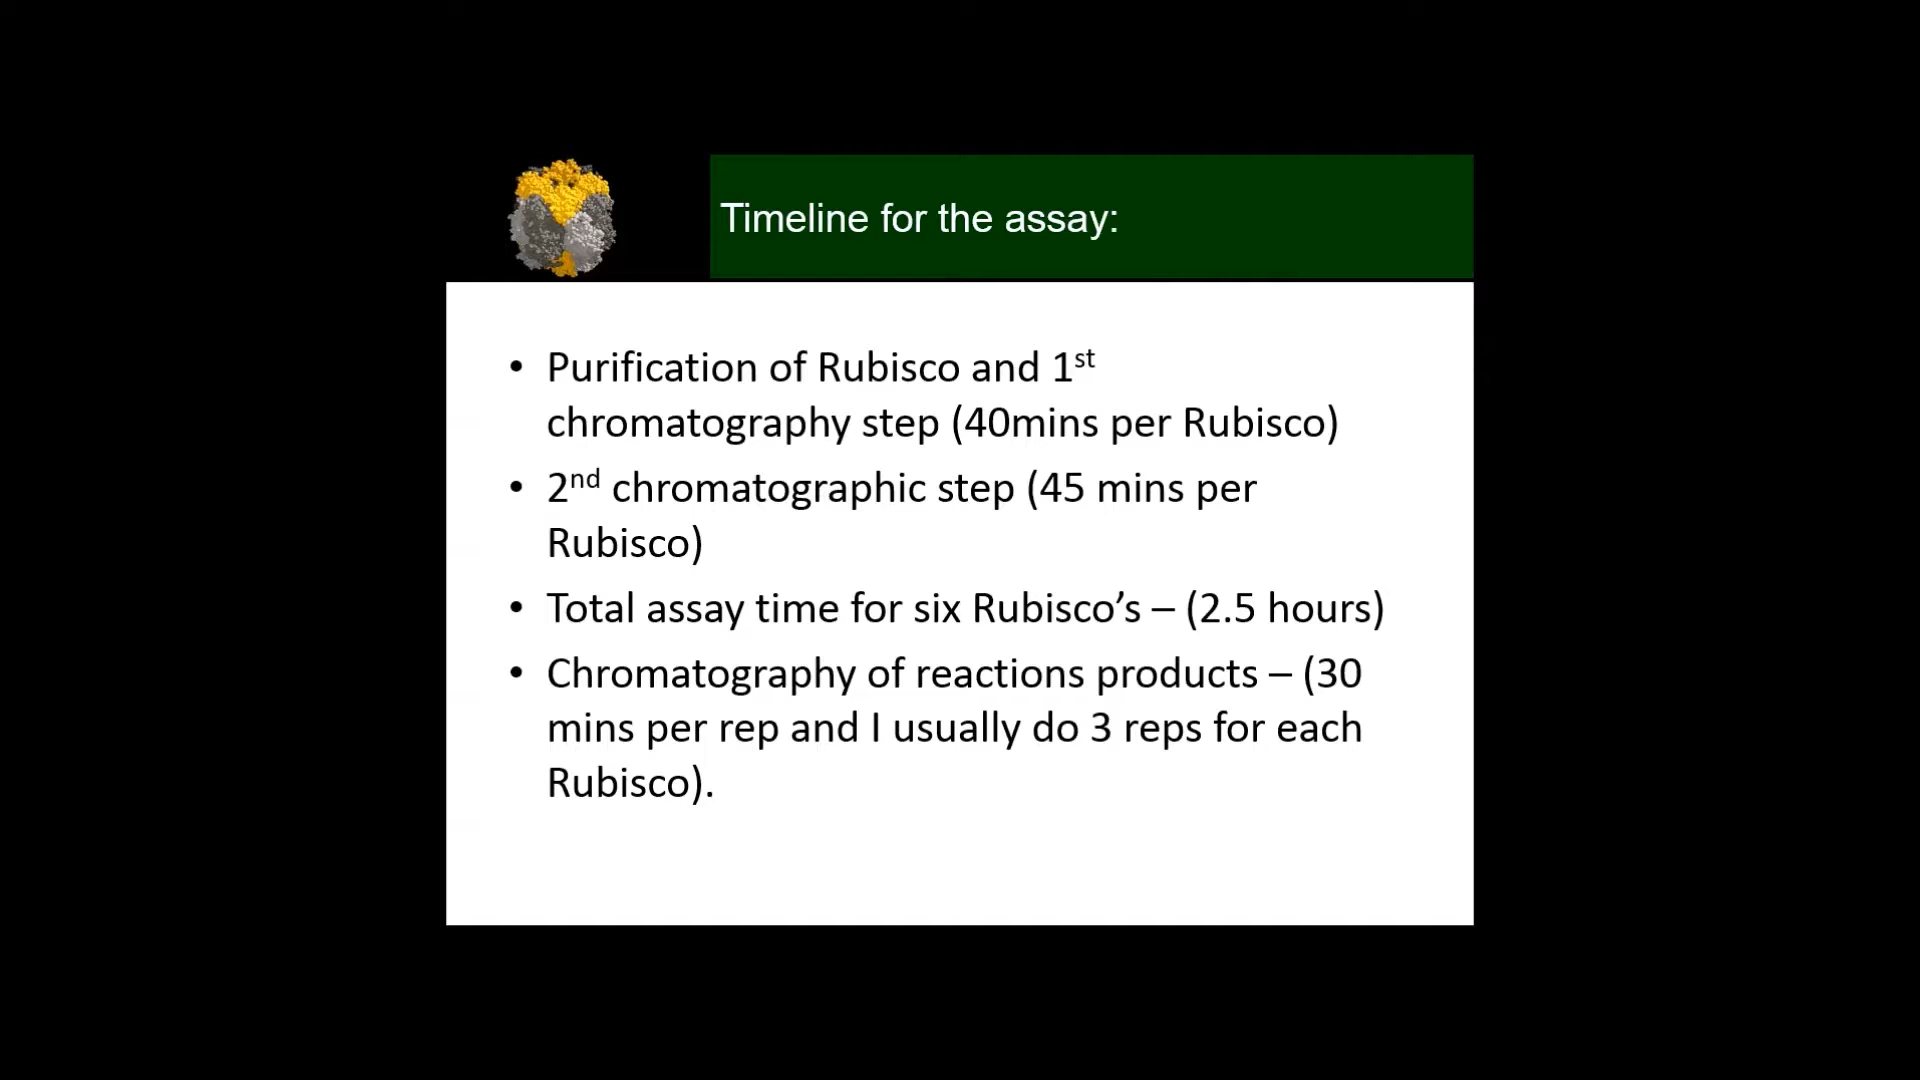 Timeline for the assay:
• Purification of Rubisco and 1st
chromatography step (40mins per Rubisco)
• 2nd chromatographic step (45 mins per
Rubisco)
• Total assay time for six Rubisco’s – (2.5 hours)
• Chromatography of reactions products – (30
mins per rep and I usually do 3 reps for each
Rubisco).